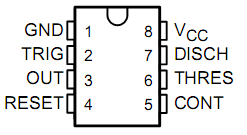 GND 1 8 VCC
TRIG 2 7 DISCH
OUT 3 6 THRES
RESET 4 5 CONT